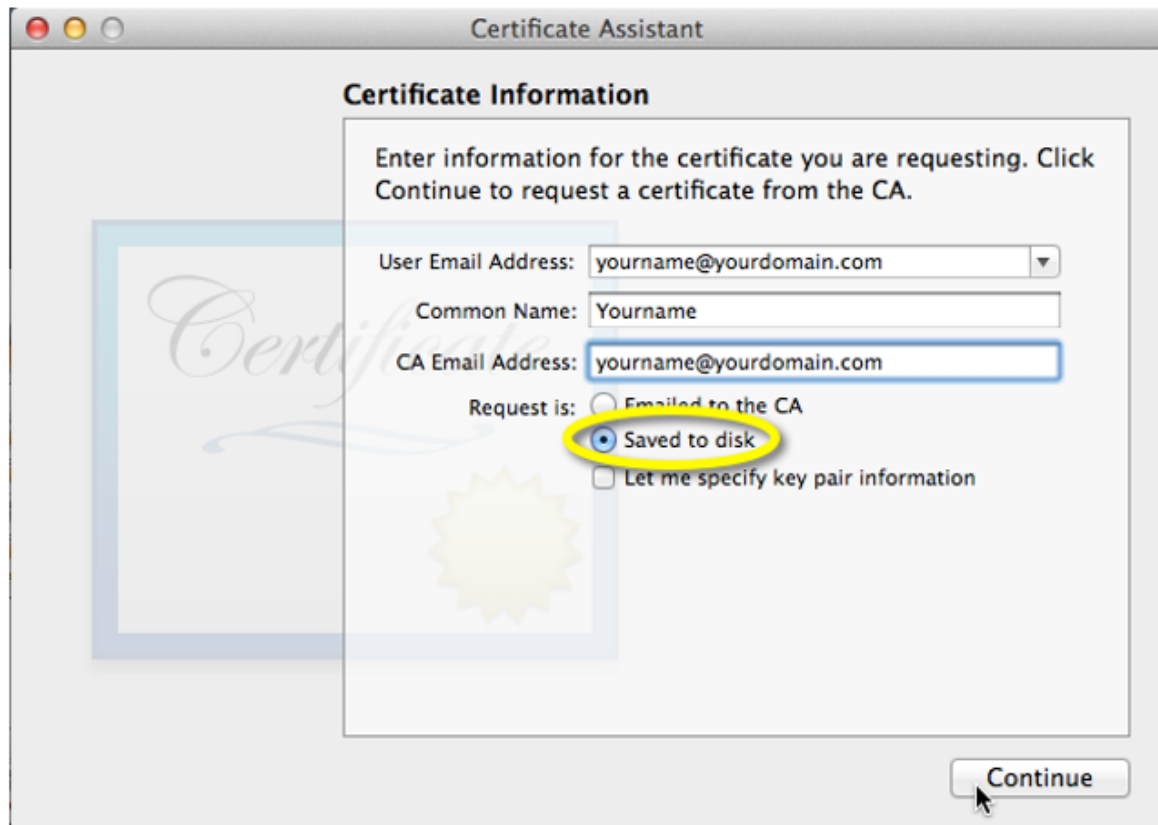 Certificate Assistant
Certificate Information
Enter information for the certificate you are requesting. Click
Continue to request a certificate from the CA.
User Email Address: yourname@yourdomain.com
Common Name: Yourname
CA Email Address: yourname@yourdomain.com
Request is: Emailed to the CA
Saved to disk
Let me specify key pair information
Certificate
Continue